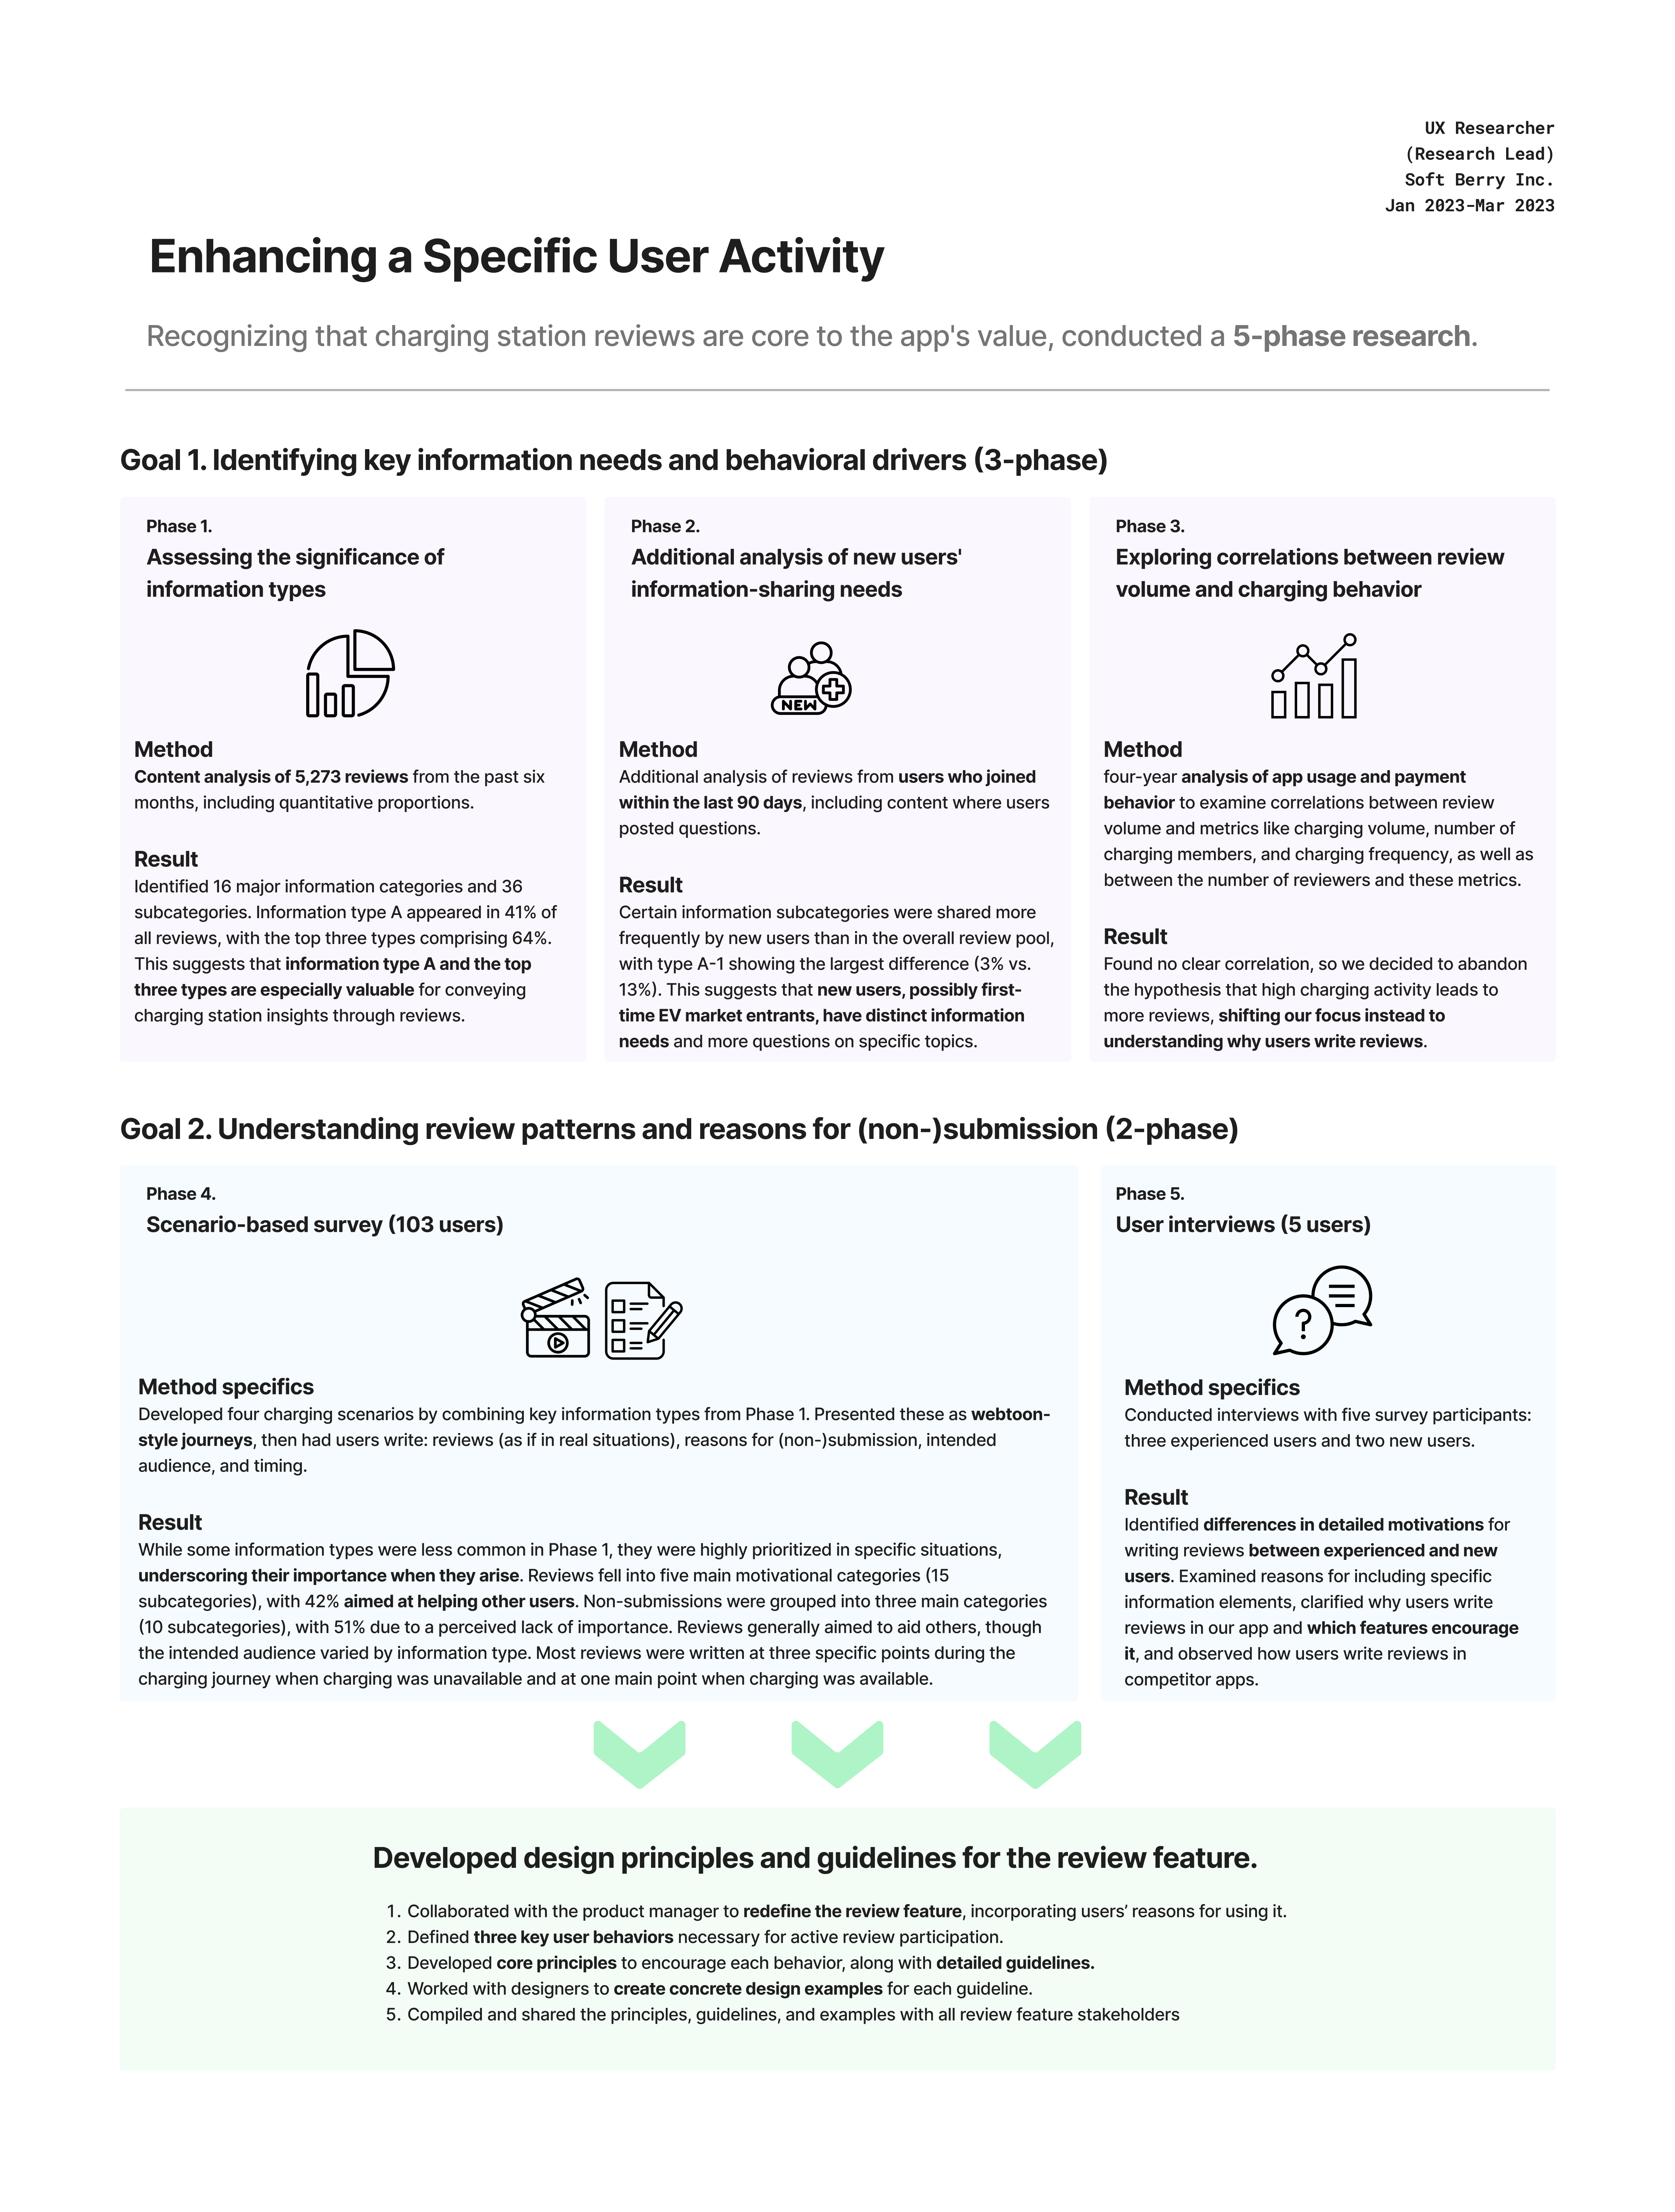 UX Researcher
(Research Lead)
Soft Berry Inc.
Jan 2023-Mar 2023
Enhancing a Specific User Activity
Recognizing that charging station reviews are core to the app's value, conducted a 5-phase research.
Goal 1. Identifying key information needs and behavioral drivers (3-phase)
Phase 1.
Assessing the significance of
information types
Method
Content analysis of 5,273 reviews from the past six
months, including quantitative proportions.
Result
Identified 16 major information categories and 36
subcategories. Information type A appeared in 41% of
all reviews, with the top three types comprising 64%.
This suggests that information type A and the top
three types are especially valuable for conveying
charging station insights through reviews.
Phase 2.
Additional analysis of new users'
information-sharing needs
NEW
Method
Additional analysis of reviews from users who joined
within the last 90 days, including content where users
posted questions.
Result
Certain information subcategories were shared more
frequently by new users than in the overall review pool,
with type A-1 showing the largest difference (3% vs.
13%). This suggests that new users, possibly first-
time EV market entrants, have distinct information
needs and more questions on specific topics.
Phase 3.
Exploring correlations between review
volume and charging behavior
Method
four-year analysis of app usage and payment
behavior to examine correlations between review
volume and metrics like charging volume, number of
charging members, and charging frequency, as well as
between the number of reviewers and these metrics.
Result
Found no clear correlation, so we decided to abandon
the hypothesis that high charging activity leads to
more reviews, shifting our focus instead to
understanding why users write reviews.
Goal 2. Understanding review patterns and reasons for (non-)submission (2-phase)
Phase 4.
Scenario-based survey (103 users)
Method specifics
Developed four charging scenarios by combining key information types from Phase 1. Presented these as webtoon-
style journeys, then had users write: reviews (as if in real situations), reasons for (non-)submission, intended
audience, and timing.
Result
While some information types were less common in Phase 1, they were highly prioritized in specific situations,
underscoring their importance when they arise. Reviews fell into five main motivational categories (15
subcategories), with 42% aimed at helping other users. Non-submissions were grouped into three main categories
(10 subcategories), with 51% due to a perceived lack of importance. Reviews generally aimed to aid others, though
the intended audience varied by information type. Most reviews were written at three specific points during the
charging journey when charging was unavailable and at one main point when charging was available.
Phase 5.
User interviews (5 users)
?
Method specifics
Conducted interviews with five survey participants:
three experienced users and two new users.
Result
Identified differences in detailed motivations for
writing reviews between experienced and new
users. Examined reasons for including specific
information elements, clarified why users write
reviews in our app and which features encourage
it, and observed how users write reviews in
competitor apps.
Developed design principles and guidelines for the review feature.
1. Collaborated with the product manager to redefine the review feature, incorporating users’ reasons for using it.
2. Defined three key user behaviors necessary for active review participation.
3. Developed core principles to encourage each behavior, along with detailed guidelines.
4. Worked with designers to create concrete design examples for each guideline.
5. Compiled and shared the principles, guidelines, and examples with all review feature stakeholders